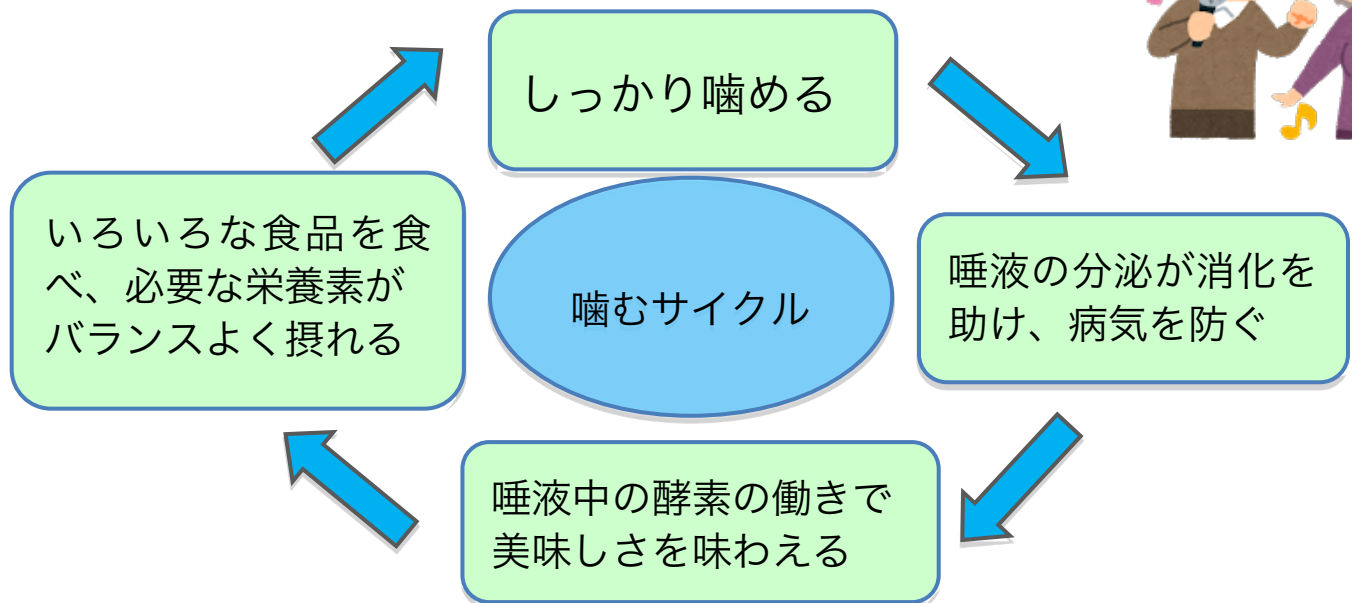 しっかり噛める
いろいろな食品を食
べ、必要な栄養素が
バランスよく摂れる
噛むサイクル
唾液の分泌が消化を
助け、病気を防ぐ
唾液中の酵素の働きで
美味しさを味わえる